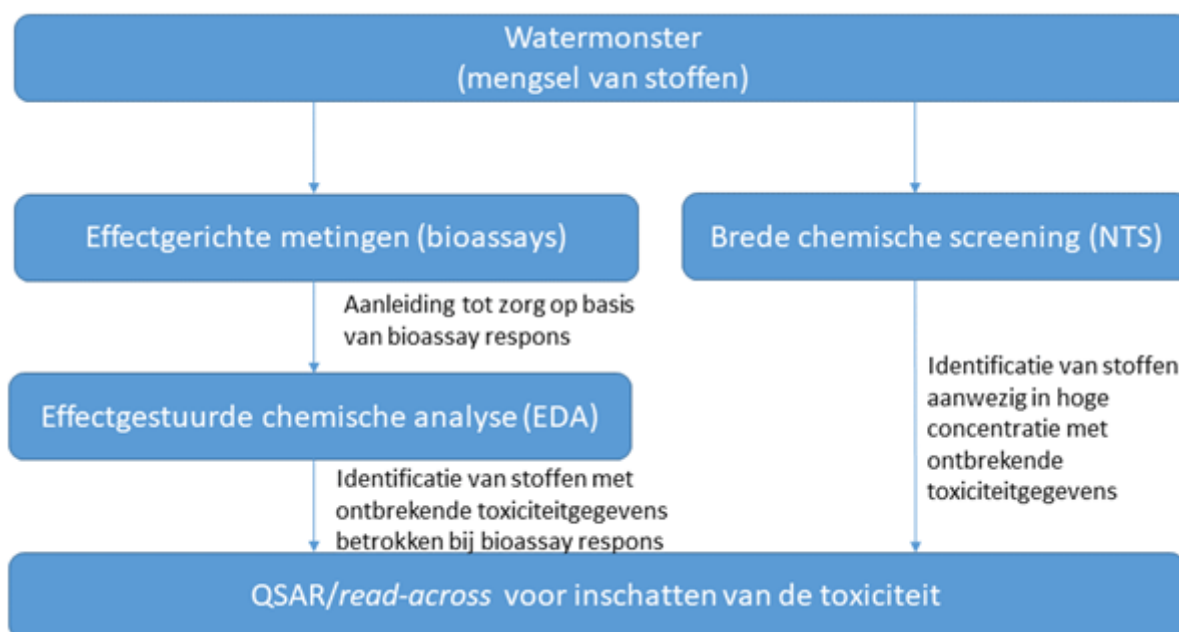 Watermonster
(mengsel van stoffen)
Effectgerichte metingen (bioassays)
Brede chemische screening (NTS)
Aanleiding tot zorg op basis
van bioassay respons
Effectgestuurde chemische analyse (EDA)
Identificatie van stoffen
aanwezig in hoge
concentratie met
ontbrekende
toxiciteitgegevens
Identificatie van stoffen met
ontbrekende toxiciteitgegevens
betrokken bij bioassay respons
QSAR/read-across voor inschatten van de toxiciteit